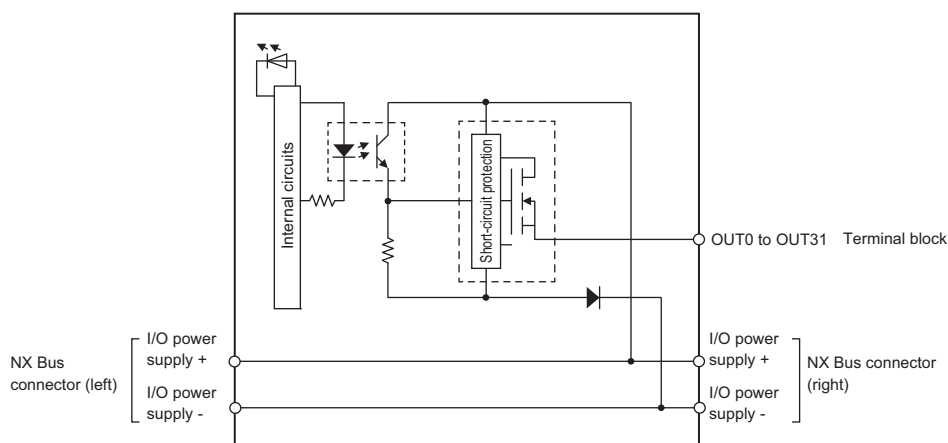 Internal circuits
Short-circuit protection
OUT0 to OUT31 Terminal block
NX Bus
connector (left)
I/O power
supply +
I/O power
supply -
I/O power
supply +
I/O power
supply -
NX Bus connector
(right)